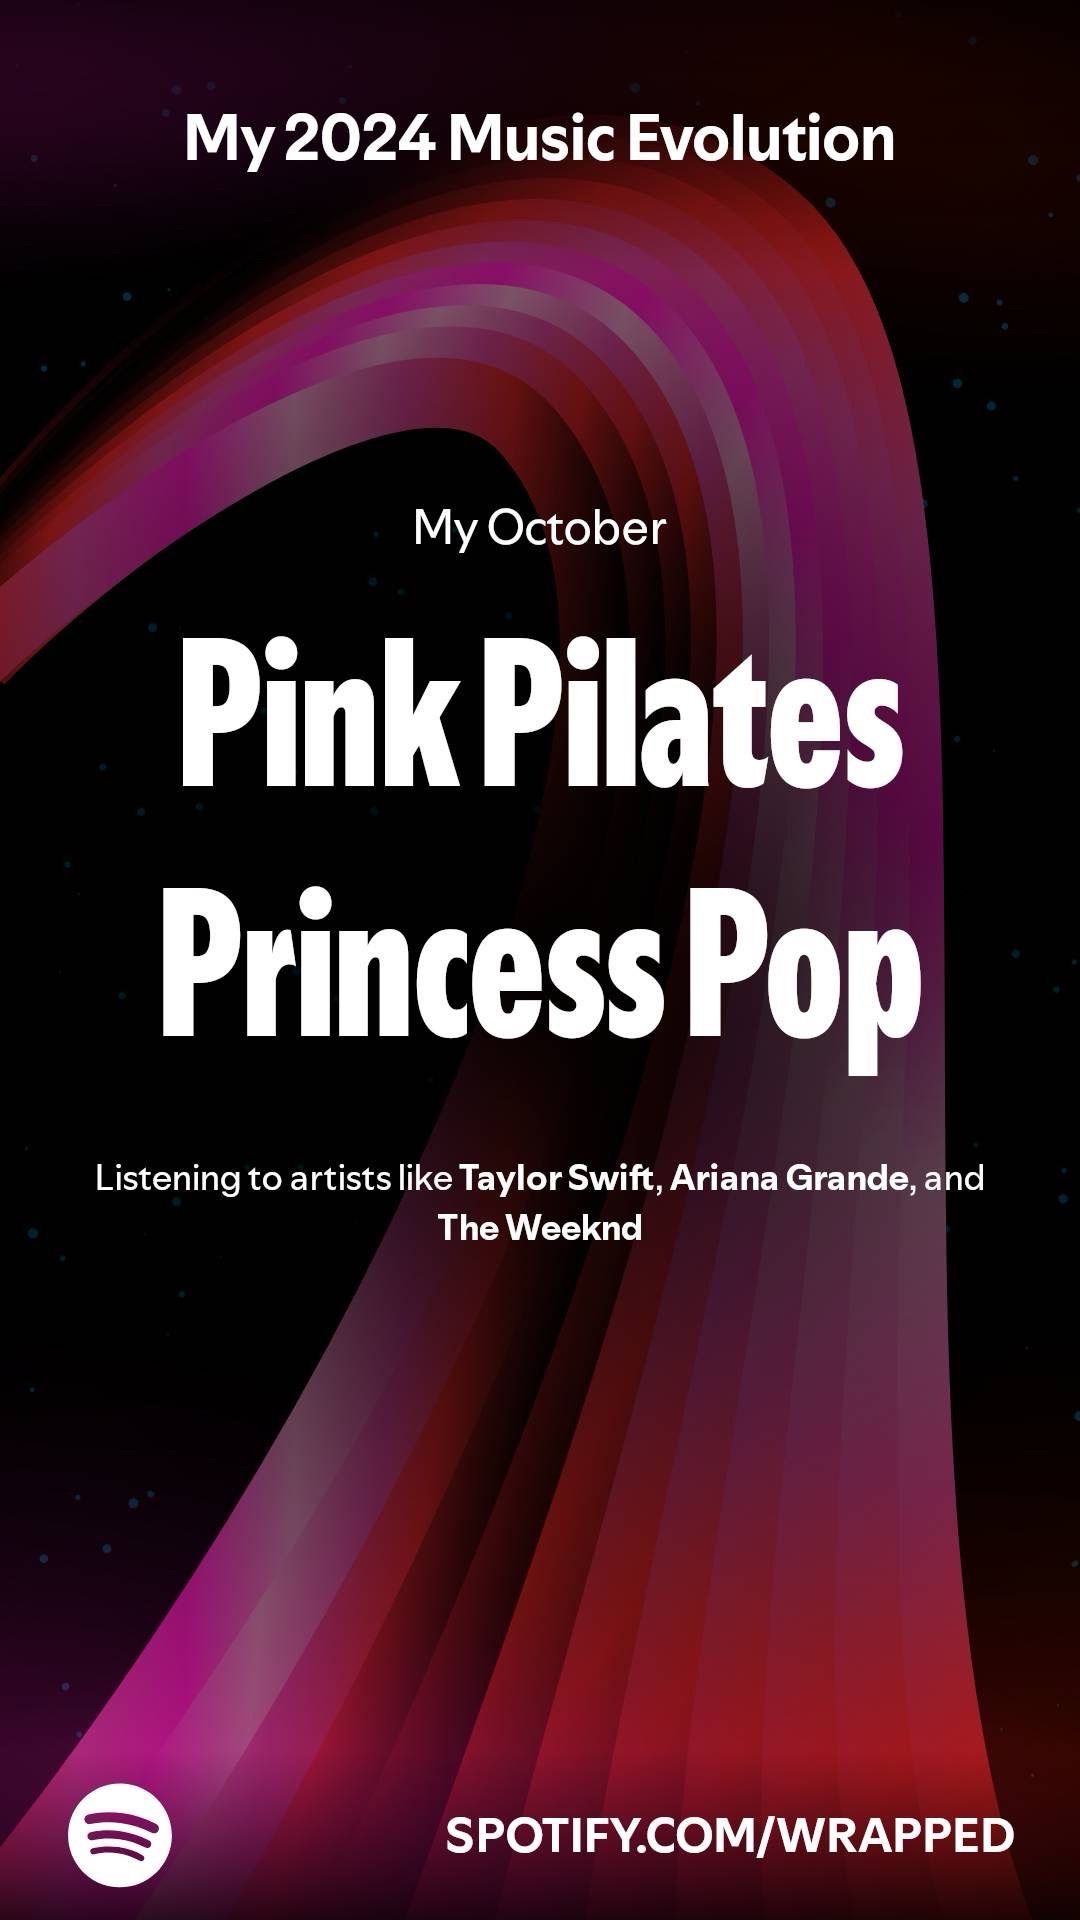 My 2024 Music Evolution
My October
Pink Pilates
Princess Pop
Listening to artists like Taylor Swift, Ariana Grande, and
The Weeknd
SPOTIFY.COM/WRAPPED